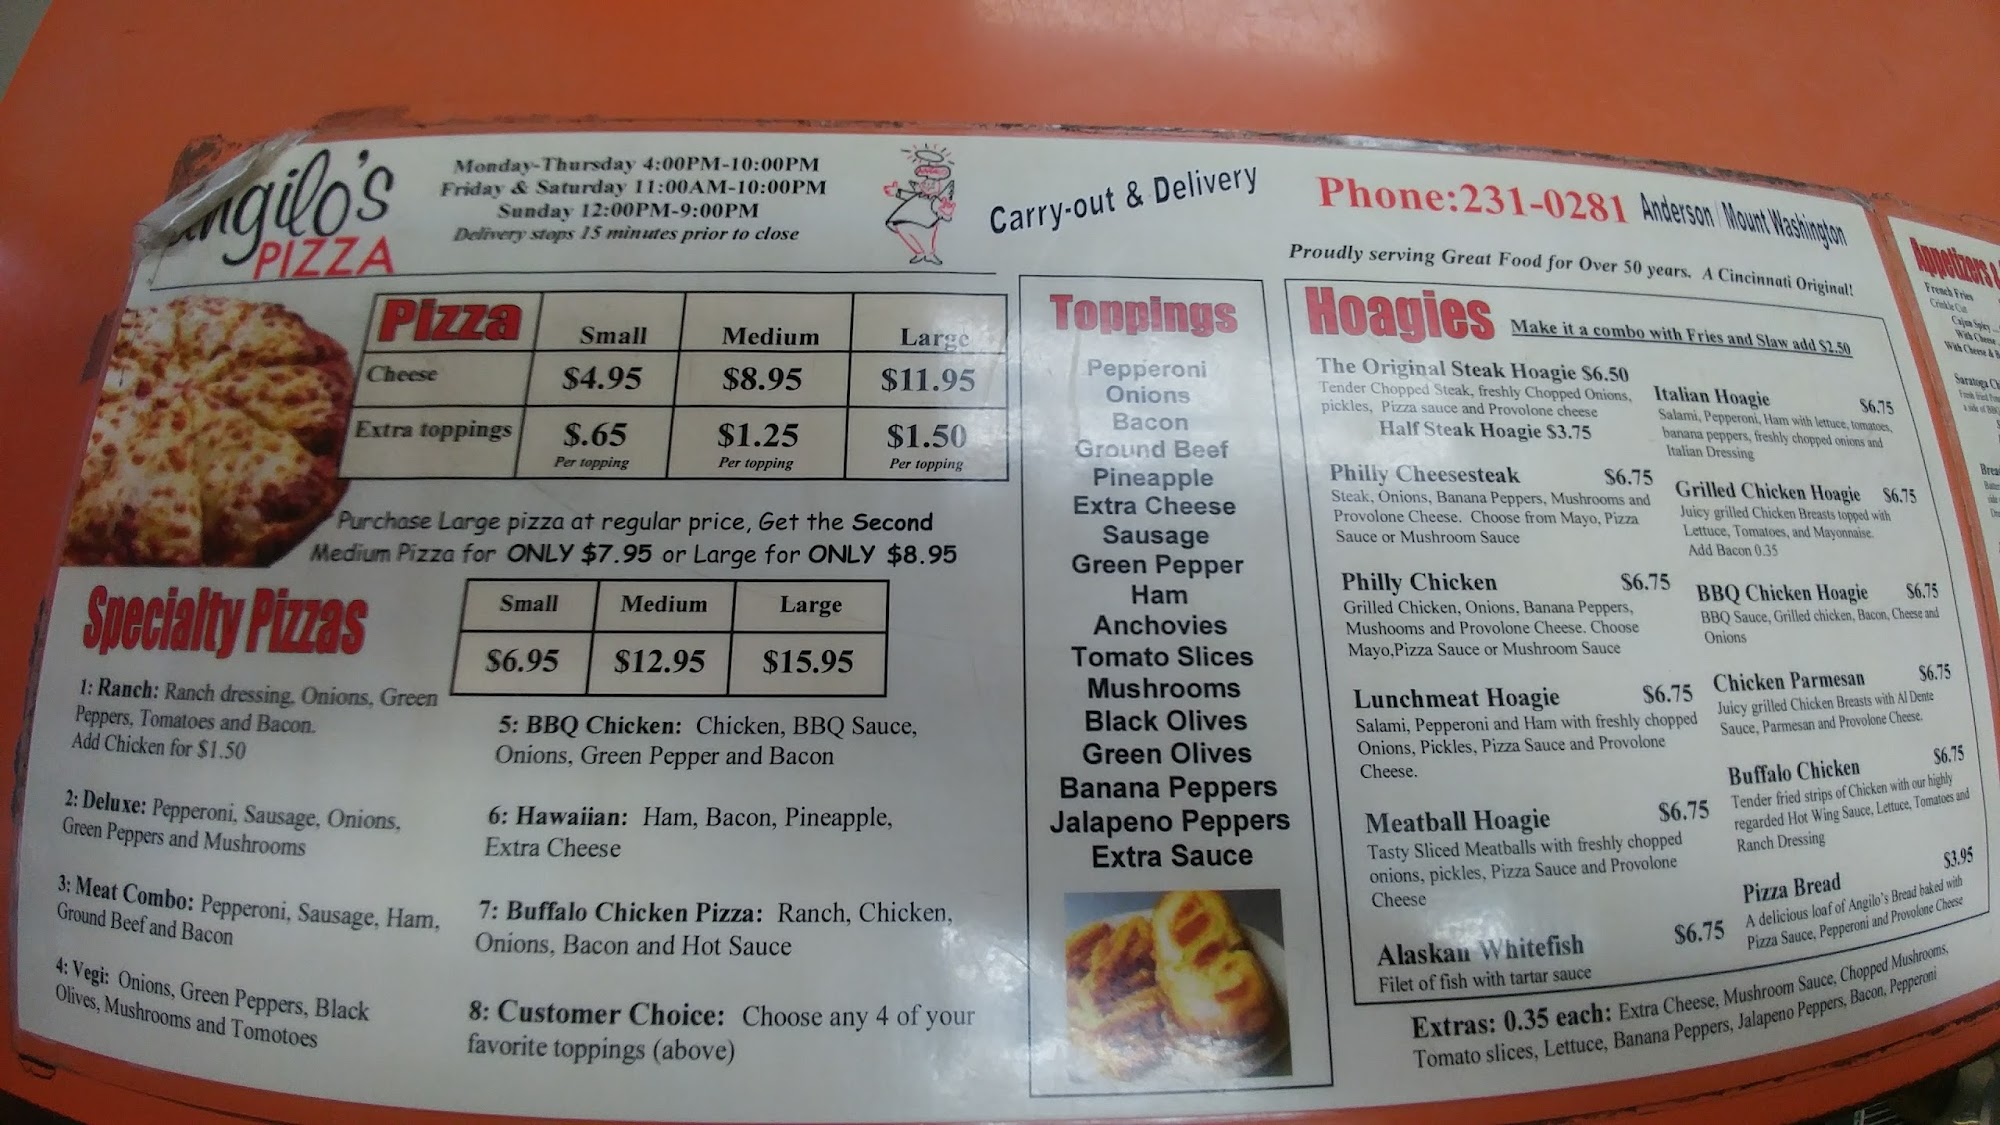 angilo's
PIZZA
Monday-Thursday 4:00PM-10:00PM
Friday & Saturday 11:00AM-10:00PM
Sunday 12:00PM-9:00PM
Delivery stops 15 minutes prior to close
Carry-out & Delivery
Phone:231-0281
Anderson/Mount Washington
Proudly serving Great Food for Over 50 years. A Cincinnati Original!
Pizza
Small Medium Large
Cheese $4.95 $8.95 $11.95
Extra toppings $.65 $1.25 $1.50
Per topping Per topping Per topping
Purchase Large pizza at regular price, Get the Second
Medium Pizza for ONLY $7.95 or Large for ONLY $8.95
Specialty Pizzas
Small Medium Large
$6.95 $12.95 $15.95
1: Ranch: Ranch dressing, Onions, Green
Peppers, Tomatoes and Bacon.
Add Chicken for $1.50
2: Deluxe: Pepperoni, Sausage, Onions,
Green Peppers and Mushrooms
3: Meat Combo: Pepperoni, Sausage, Ham,
Ground Beef and Bacon
4: Vegi: Onions, Green Peppers, Black
Olives, Mushrooms and Tomotoes
5: BBQ Chicken: Chicken, BBQ Sauce,
Onions, Green Pepper and Bacon
6: Hawaiian: Ham, Bacon, Pineapple,
Extra Cheese
7: Buffalo Chicken Pizza: Ranch, Chicken,
Onions, Bacon and Hot Sauce
8: Customer Choice: Choose any 4 of your
favorite toppings (above)
Toppings
Pepperoni
Onions
Bacon
Ground Beef
Pineapple
Extra Cheese
Sausage
Green Pepper
Ham
Anchovies
Tomato Slices
Mushrooms
Black Olives
Green Olives
Banana Peppers
Jalapeno Peppers
Extra Sauce
Hoagies
Make it a combo with Fries and Slaw add $2.50
The Original Steak Hoagie $6.50
Tender Chopped Steak, freshly Chopped Onions,
pickles, Pizza sauce and Provolone cheese
Half Steak Hoagie $3.75
Philly Cheesesteak $6.75
Steak, Onions, Banana Peppers, Mushrooms and
Provolone Cheese. Choose from Mayo, Pizza
Sauce or Mushroom Sauce
Philly Chicken $6.75
Grilled Chicken, Onions, Banana Peppers,
Mushooms and Provolone Cheese. Choose
Mayo,Pizza Sauce or Mushroom Sauce
Lunchmeat Hoagie $6.75
Salami, Pepperoni and Ham with freshly chopped
Onions, Pickles, Pizza Sauce and Provolone
Cheese.
Meatball Hoagie $6.75
Tasty Sliced Meatballs with freshly chopped
onions, pickles, Pizza Sauce and Provolone
Cheese
Alaskan Whitefish $6.75
Filet of fish with tartar sauce
Italian Hoagie $6.75
Salami, Pepperoni, Ham with lettuce, tomatoes,
banana peppers, freshly chopped onions and
Italian Dressing
Grilled Chicken Hoagie $6.75
Juicy grilled Chicken Breasts topped with
Lettuce, Tomatoes, and Mayonnaise.
Add Bacon 0.35
BBQ Chicken Hoagie $6.75
BBQ Sauce, Grilled chicken, Bacon, Cheese and
Onions
Chicken Parmesan $6.75
Juicy grilled Chicken Breasts with Al Dente
Sauce, Parmesan and Provolone Cheese.
Buffalo Chicken $6.75
Tender fried strips of Chicken with our highly
regarded Hot Wing Sauce, Lettuce, Tomatoes and
Ranch Dressing
Pizza Bread $3.95
A delicious loaf of Angilo's Bread baked with
Pizza Sauce, Pepperoni and Provolone Cheese
Extras: 0.35 each: Extra Cheese, Mushroom Sauce, Chopped Mushrooms,
Tomato slices, Lettuce, Banana Peppers, Jalapeno Peppers, Bacon, Pepperoni
Appetizers &
French Fries
Crinkle Cut
Cajun Spicy
With Cheese
With Cheese &
Saratoga